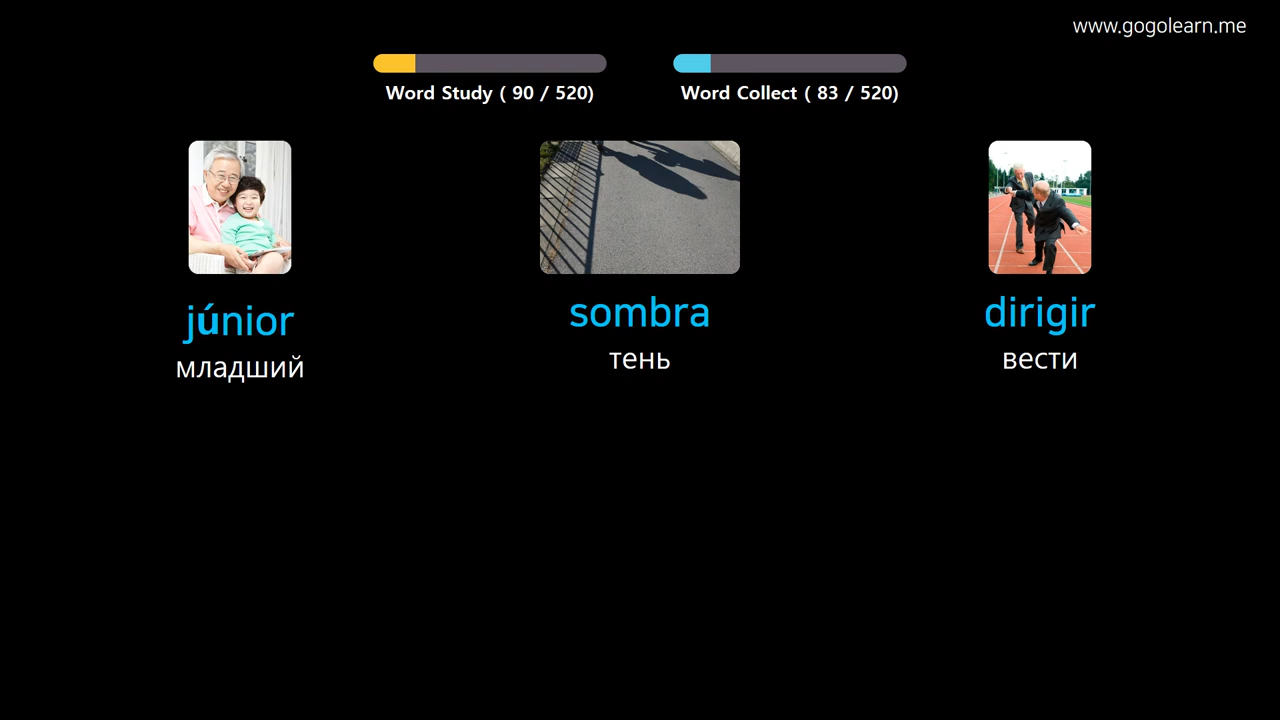 www.gogolearn.me
Word Study ( 90 / 520)
Word Collect ( 83 / 520)
júnior
младший
sombra
тень
dirigir
вести